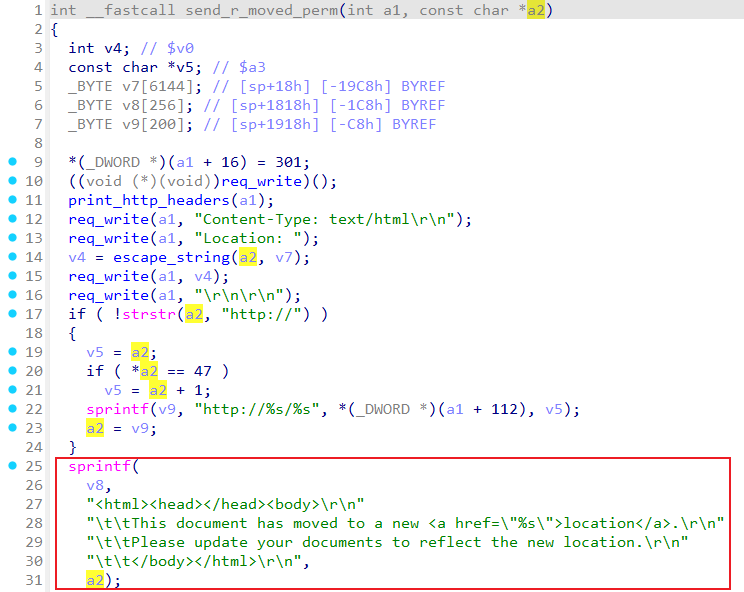 1 int __fastcall send_r_moved_perm(int a1, const char *a2)
2 {
3 int v4; // $v0
4 const char *v5; // $a3
5 _BYTE v7[6144]; // [sp+18h] [-19C8h] BYREF
6 _BYTE v8[256]; // [sp+1818h] [-1C8h] BYREF
7 _BYTE v9[200]; // [sp+1918h] [-C8h] BYREF
8
9 *(_DWORD *)(a1 + 16) = 301;
10 ((void (*)(void))req_write)();
11 print_http_headers(a1);
12 req_write(a1, "Content-Type: text/html\r\n");
13 req_write(a1, "Location: ");
14 v4 = escape_string(a2, v7);
15 req_write(a1, v4);
16 req_write(a1, "\r\n\r\n");
17 if ( !strstr(a2, "http://") )
18 {
19 v5 = a2;
20 if ( *a2 == 47 )
21 v5 = a2 + 1;
22 sprintf(v9, "http://%s/%s", *(_DWORD *)(a1 + 112), v5);
23 a2 = v9;
24 }
25 sprintf(
26 v8,
27 "<html><head></head><body>\r\n"
28 "\t\tThis document has moved to a new <a href=\"%s\">location</a>.\r\n"
29 "\t\tPlease update your documents to reflect the new location.\r\n"
30 "\t\t</body></html>\r\n",
31 a2);